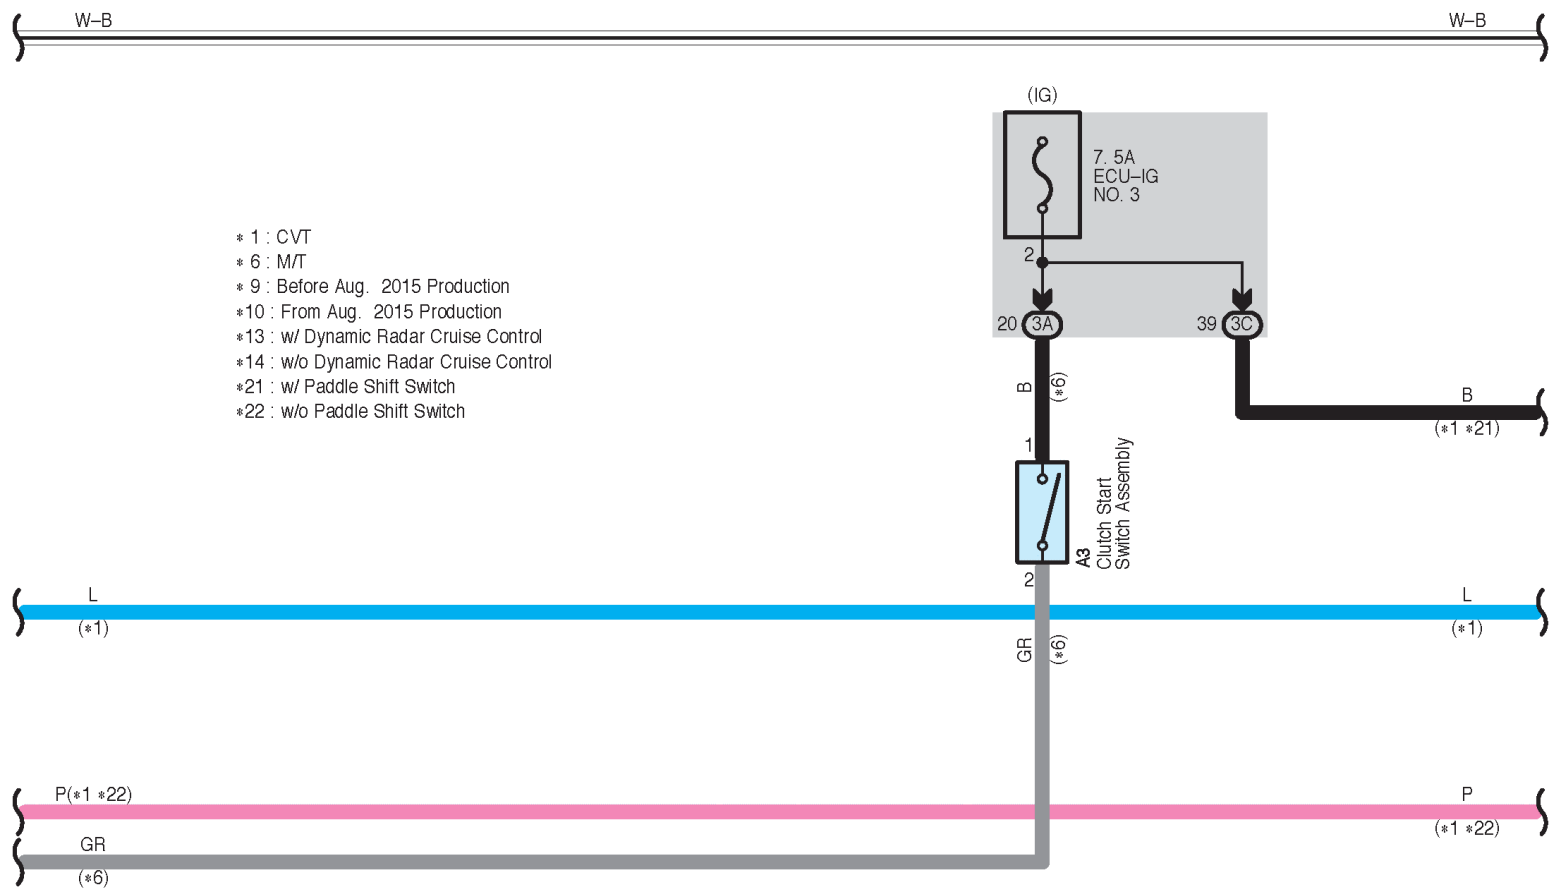 W–B
W–B
(IG)
7. 5A
ECU–IG
NO. 3
2
20
3A
39
3C
* 1 : CVT
* 6 : M/T
* 9 : Before Aug. 2015 Production
*10 : From Aug. 2015 Production
*13 : w/ Dynamic Radar Cruise Control
*14 : w/o Dynamic Radar Cruise Control
*21 : w/ Paddle Shift Switch
*22 : w/o Paddle Shift Switch
B
(*6)
B
(*1 *21)
1
A3
Clutch Start
Switch Assembly
2
L
(*1)
L
(*1)
GR
(*6)
P(*1 *22)
P
(*1 *22)
GR
(*6)